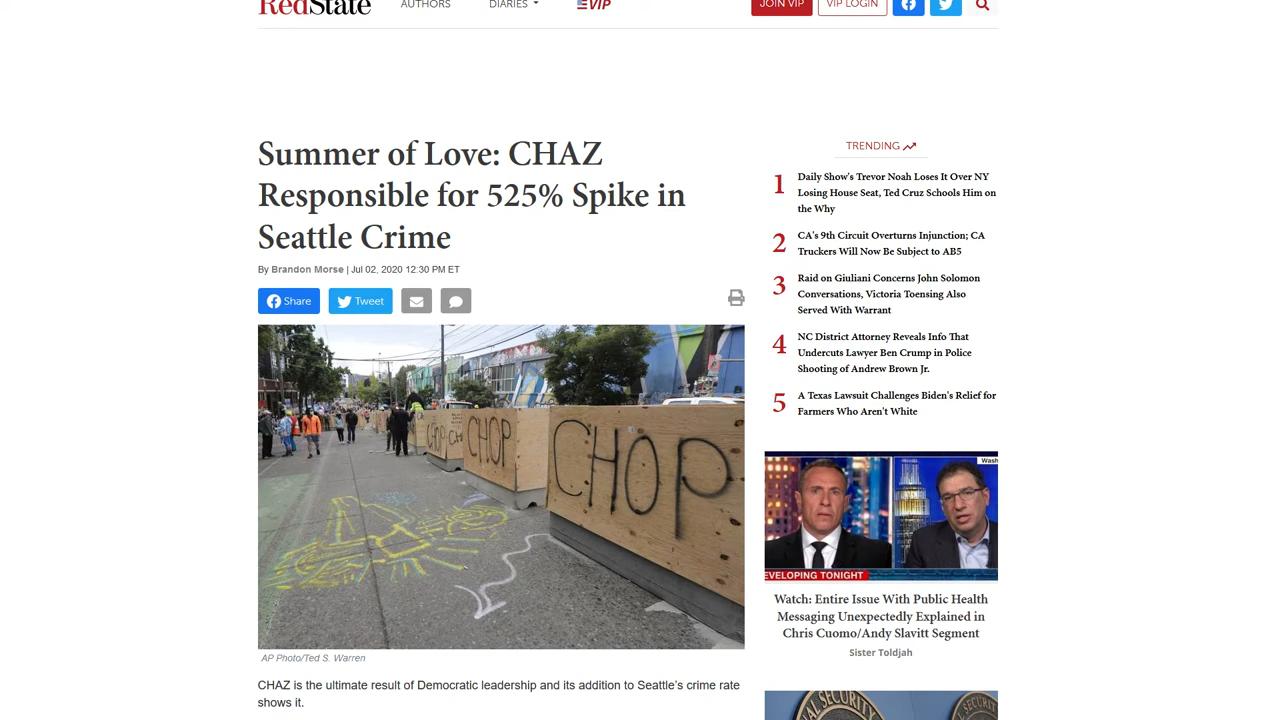 RedState
AUTHORS
DIARIES
VIP
JOIN VIP
VIP LOGIN
Summer of Love: CHAZ
Responsible for 525% Spike in
Seattle Crime
By Brandon Morse | Jul 02, 2020 12:30 PM ET
Share
Tweet
CHOP
CHOP
CHOP
AP Photo/Ted S. Warren
CHAZ is the ultimate result of Democratic leadership and its addition to Seattle's crime rate
shows it.
TRENDING
1 Daily Show's Trevor Noah Loses It Over NY
Losing House Seat, Ted Cruz Schools Him on
the Why
2 CA's 9th Circuit Overturns Injunction; CA
Truckers Will Now Be Subject to AB5
3 Raid on Giuliani Concerns John Solomon
Conversations, Victoria Toensing Also
Served With Warrant
4 NC District Attorney Reveals Info That
Undercuts Lawyer Ben Crump in Police
Shooting of Andrew Brown Jr.
5 A Texas Lawsuit Challenges Biden's Relief for
Farmers Who Aren't White
Wash
EVELOPING TONIGHT
Watch: Entire Issue With Public Health
Messaging Unexpectedly Explained in
Chris Cuomo/Andy Slavitt Segment
Sister Toldjah